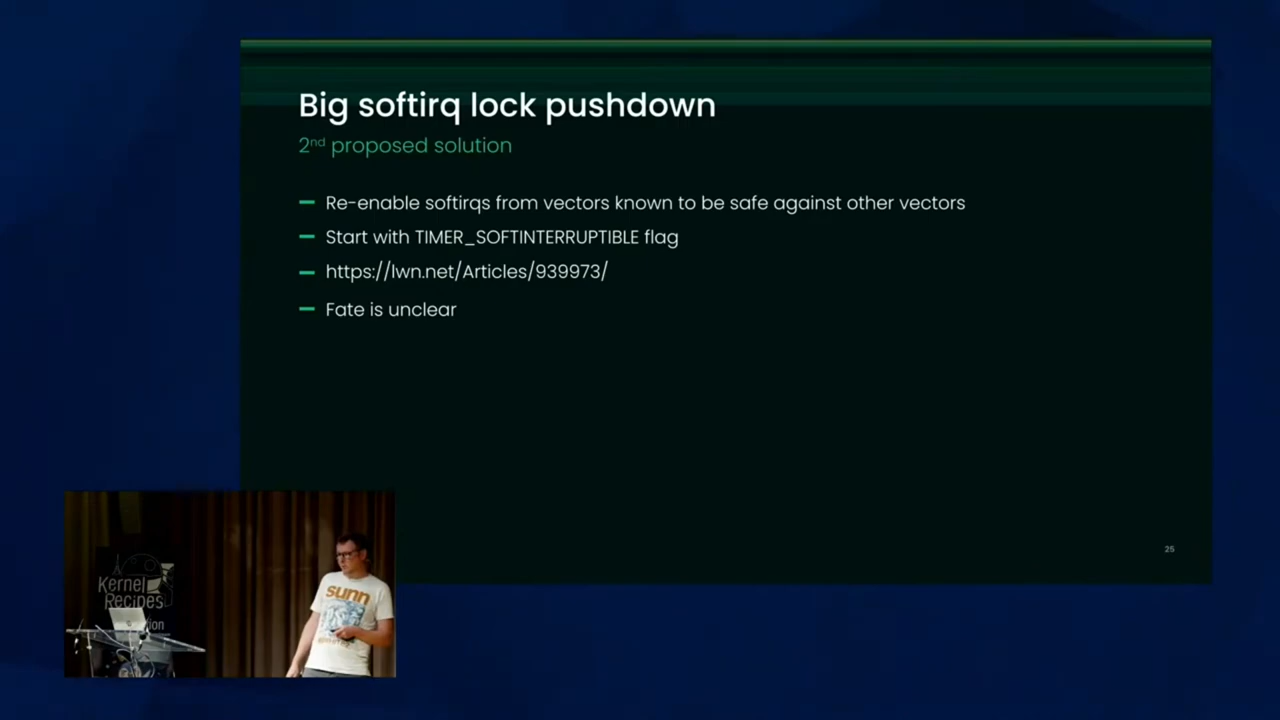 Big softirq lock pushdown
2nd proposed solution
Re-enable softirqs from vectors known to be safe against other vectors
Start with TIMER_SOFTINTERRUPTIBLE flag
https://lwn.net/Articles/939973/
Fate is unclear
25
Kernel
Recipes
sunn